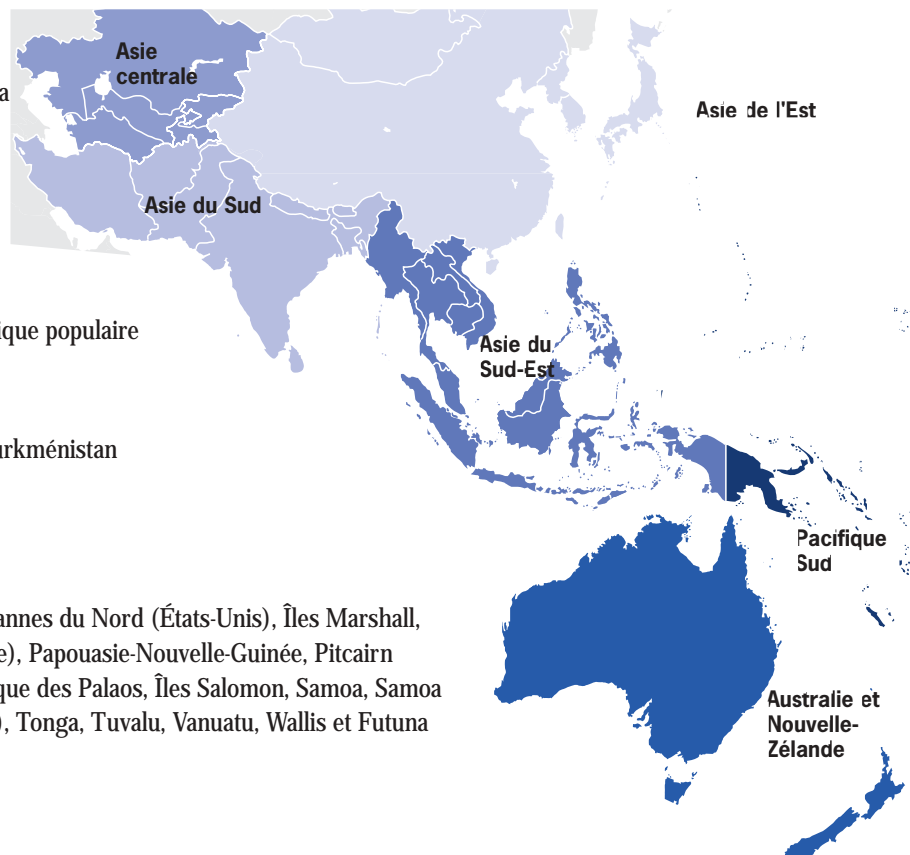 Asie
centrale
a
Asie de l'Est
Asie du Sud
ique populaire
Asie du
Sud-Est
urkménistan
Pacifique
Sud
annes du Nord (États-Unis), Îles Marshall,
e), Papouasie-Nouvelle-Guinée, Pitcairn
que des Palaos, Îles Salomon, Samoa, Samoa
), Tonga, Tuvalu, Vanuatu, Wallis et Futuna
Australie et
Nouvelle-
Zélande